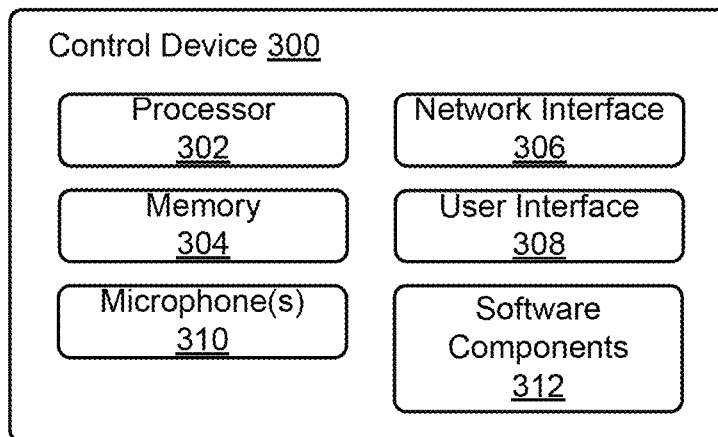 Control Device 300
Processor
302
Network Interface
306
Memory
304
User Interface
308
Microphone(s)
310
Software
Components
312